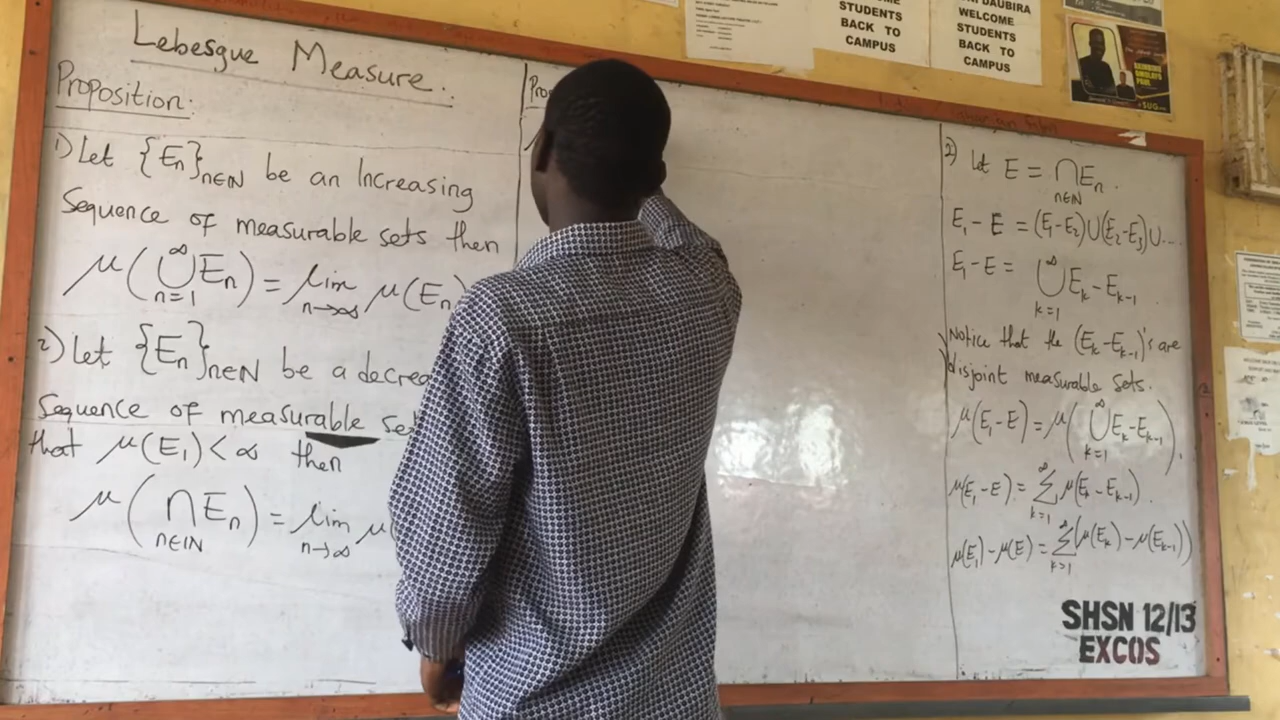 Lebesgue Measure.
Proposition:
1) Let {En}n∈ℕ be an Increasing
Sequence of measurable sets then
μ(⋃_{n=1}^{∞} En) = lim_{n→∞} μ(En)
2) Let {En}n∈ℕ be a decrea
Sequence of measurable set
that μ(E1) < ∞ then
μ(⋂_{n∈ℕ} En) = lim_{n→∞} μ(
2) Let E = ⋂_{n∈ℕ} En.
E1 - E = (E1-E2)∪(E2-E3)∪....
E1 - E = ⋃_{k=1}^{∞} Ek - Ek-1.
Notice that the (Ek-Ek-1)'s are
disjoint measurable sets.
μ(E1-E) = μ(⋃_{k=1}^{∞} Ek-Ek-1).
μ(E1-E) = ∑_{k=1}^{∞} μ(Ek-Ek-1).
μ(E1)-μ(E) = ∑_{k=1}^{∞} (μ(Ek)-μ(Ek-1))
SHSN 12/13
EXCOS
STUDENTS
BACK TO
CAMPUS
DAUBIRA
WELCOME
STUDENTS
BACK TO
CAMPUS